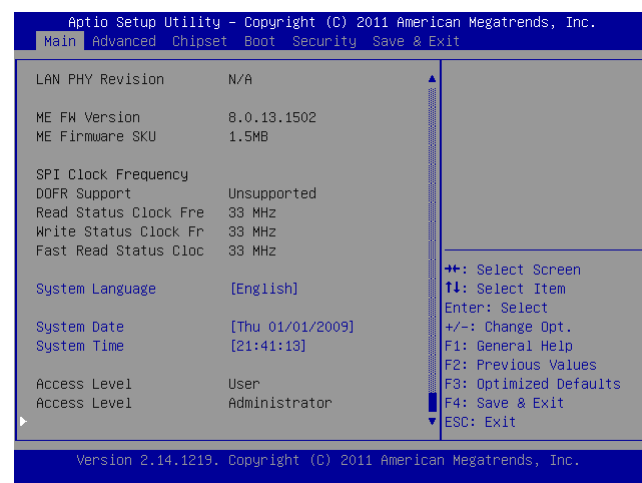 Aptio Setup Utility – Copyright (C) 2011 American Megatrends, Inc.
Main Advanced Chipset Boot Security Save & Exit
LAN PHY Revision N/A
ME FW Version 8.0.13.1502
ME Firmware SKU 1.5MB
SPI Clock Frequency
DOFR Support Unsupported
Read Status Clock Fre 33 MHz
Write Status Clock Fr 33 MHz
Fast Read Status Cloc 33 MHz
System Language [English]
System Date [Thu 01/01/2009]
System Time [21:41:13]
Access Level User
Access Level Administrator
→←: Select Screen
↑↓: Select Item
Enter: Select
+/-: Change Opt.
F1: General Help
F2: Previous Values
F3: Optimized Defaults
F4: Save & Exit
ESC: Exit
Version 2.14.1219. Copyright (C) 2011 American Megatrends, Inc.